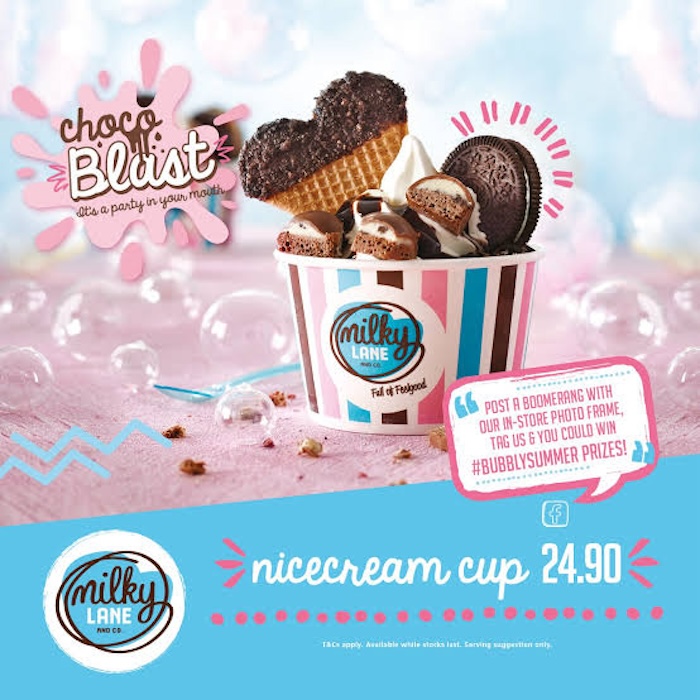 choco
Blast
It's a party in your mouth
milky
LANE
AND CO.
Full of Feelgood
POST A BOOMERANG WITH
OUR IN-STORE PHOTO FRAME,
TAG US & YOU COULD WIN
#BUBBLYSUMMER PRIZES!
f
milky
LANE
AND CO.
nicecream cup 24.90
T&Cs apply. Available while stocks last. Serving suggestion only.